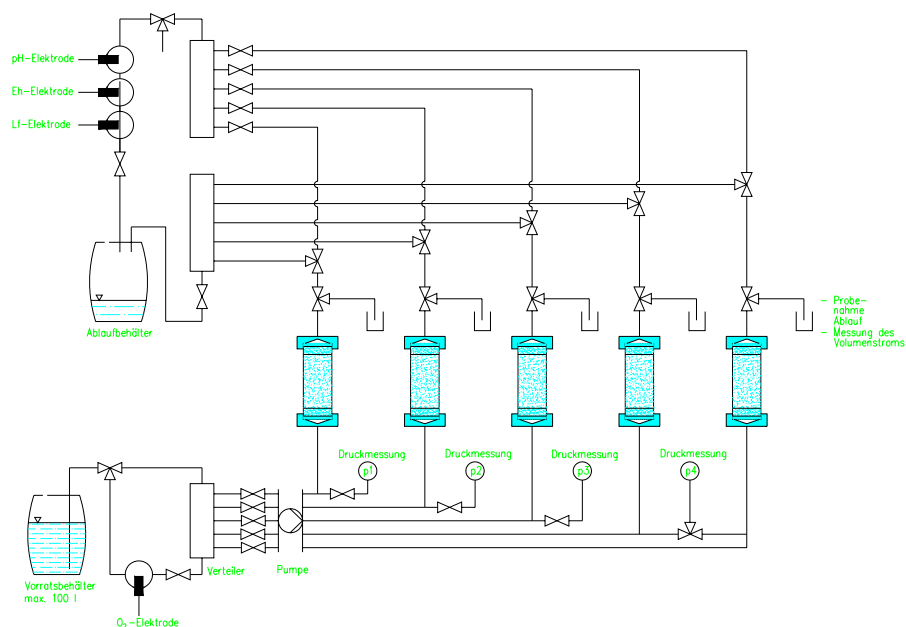 pH-Elektrode
Eh-Elektrode
Lf-Elektrode
Ablaufbehälter
- Probe-
nahme
Ablauf
- Messung des
Volumenstroms
Druckmessung
p1
Druckmessung
p2
Druckmessung
p3
Druckmessung
p4
Vorratsbehälter
max. 100 l
Verteiler
Pumpe
O₂-Elektrode